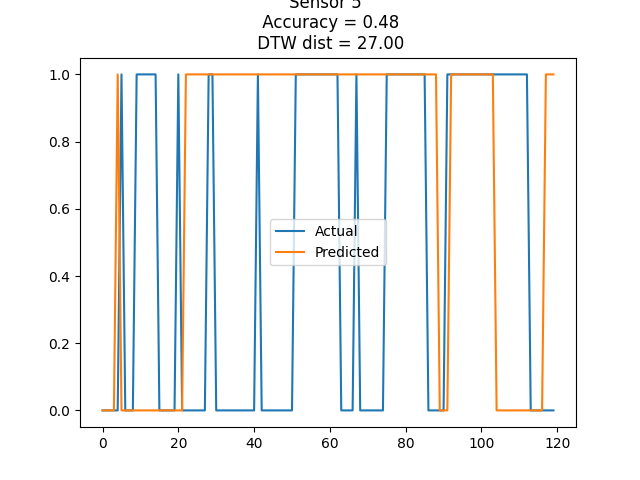 Sensor 5
Accuracy = 0.48
DTW dist = 27.00
1.0
0.8
0.6
0.4
0.2
0.0
Actual
Predicted
0 20 40 60 80 100 120